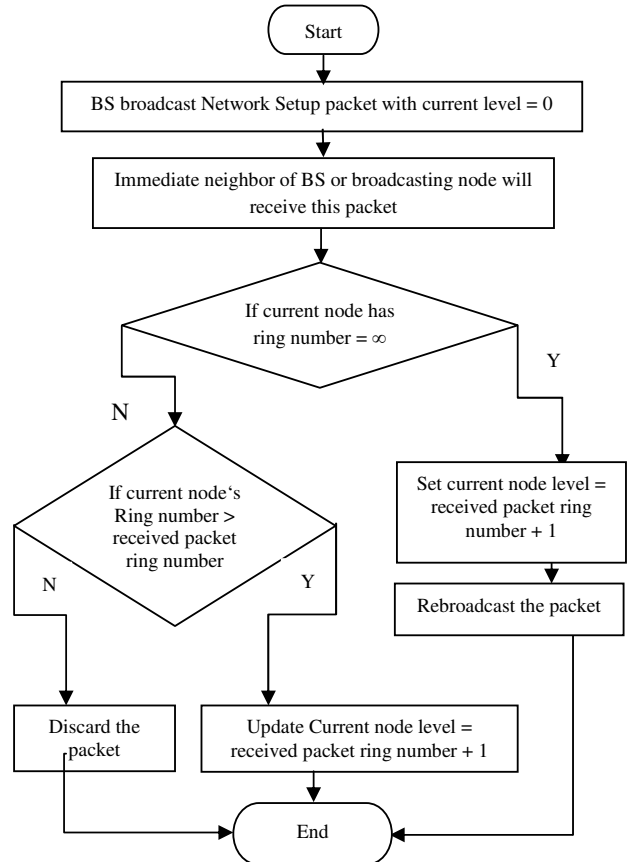 Start
BS broadcast Network Setup packet with current level = 0
Immediate neighbor of BS or broadcasting node will
receive this packet
If current node has
ring number = ∞
Y
N
If current node‘s
Ring number >
received packet
ring number
N
Y
Set current node level =
received packet ring
number + 1
Rebroadcast the packet
Discard the
packet
Update Current node level =
received packet ring number + 1
End